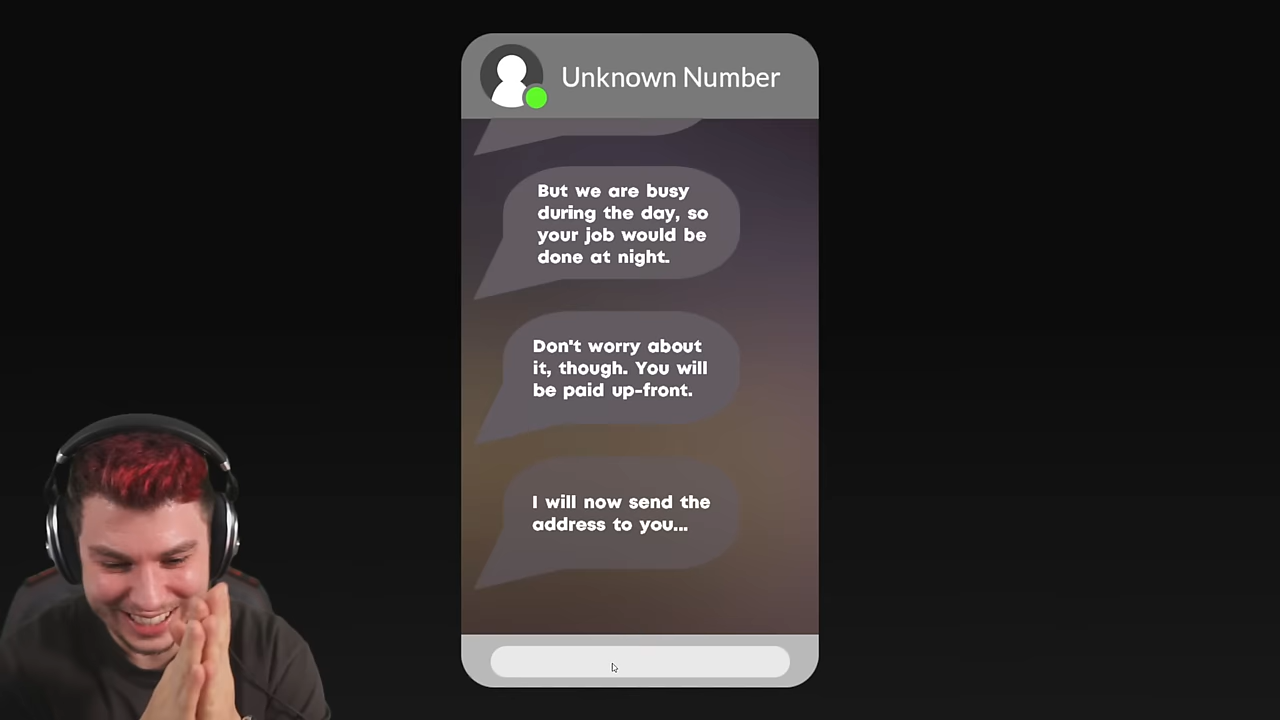 Unknown Number
But we are busy
during the day, so
your job would be
done at night.
Don't worry about
it, though. You will
be paid up-front.
I will now send the
address to you...